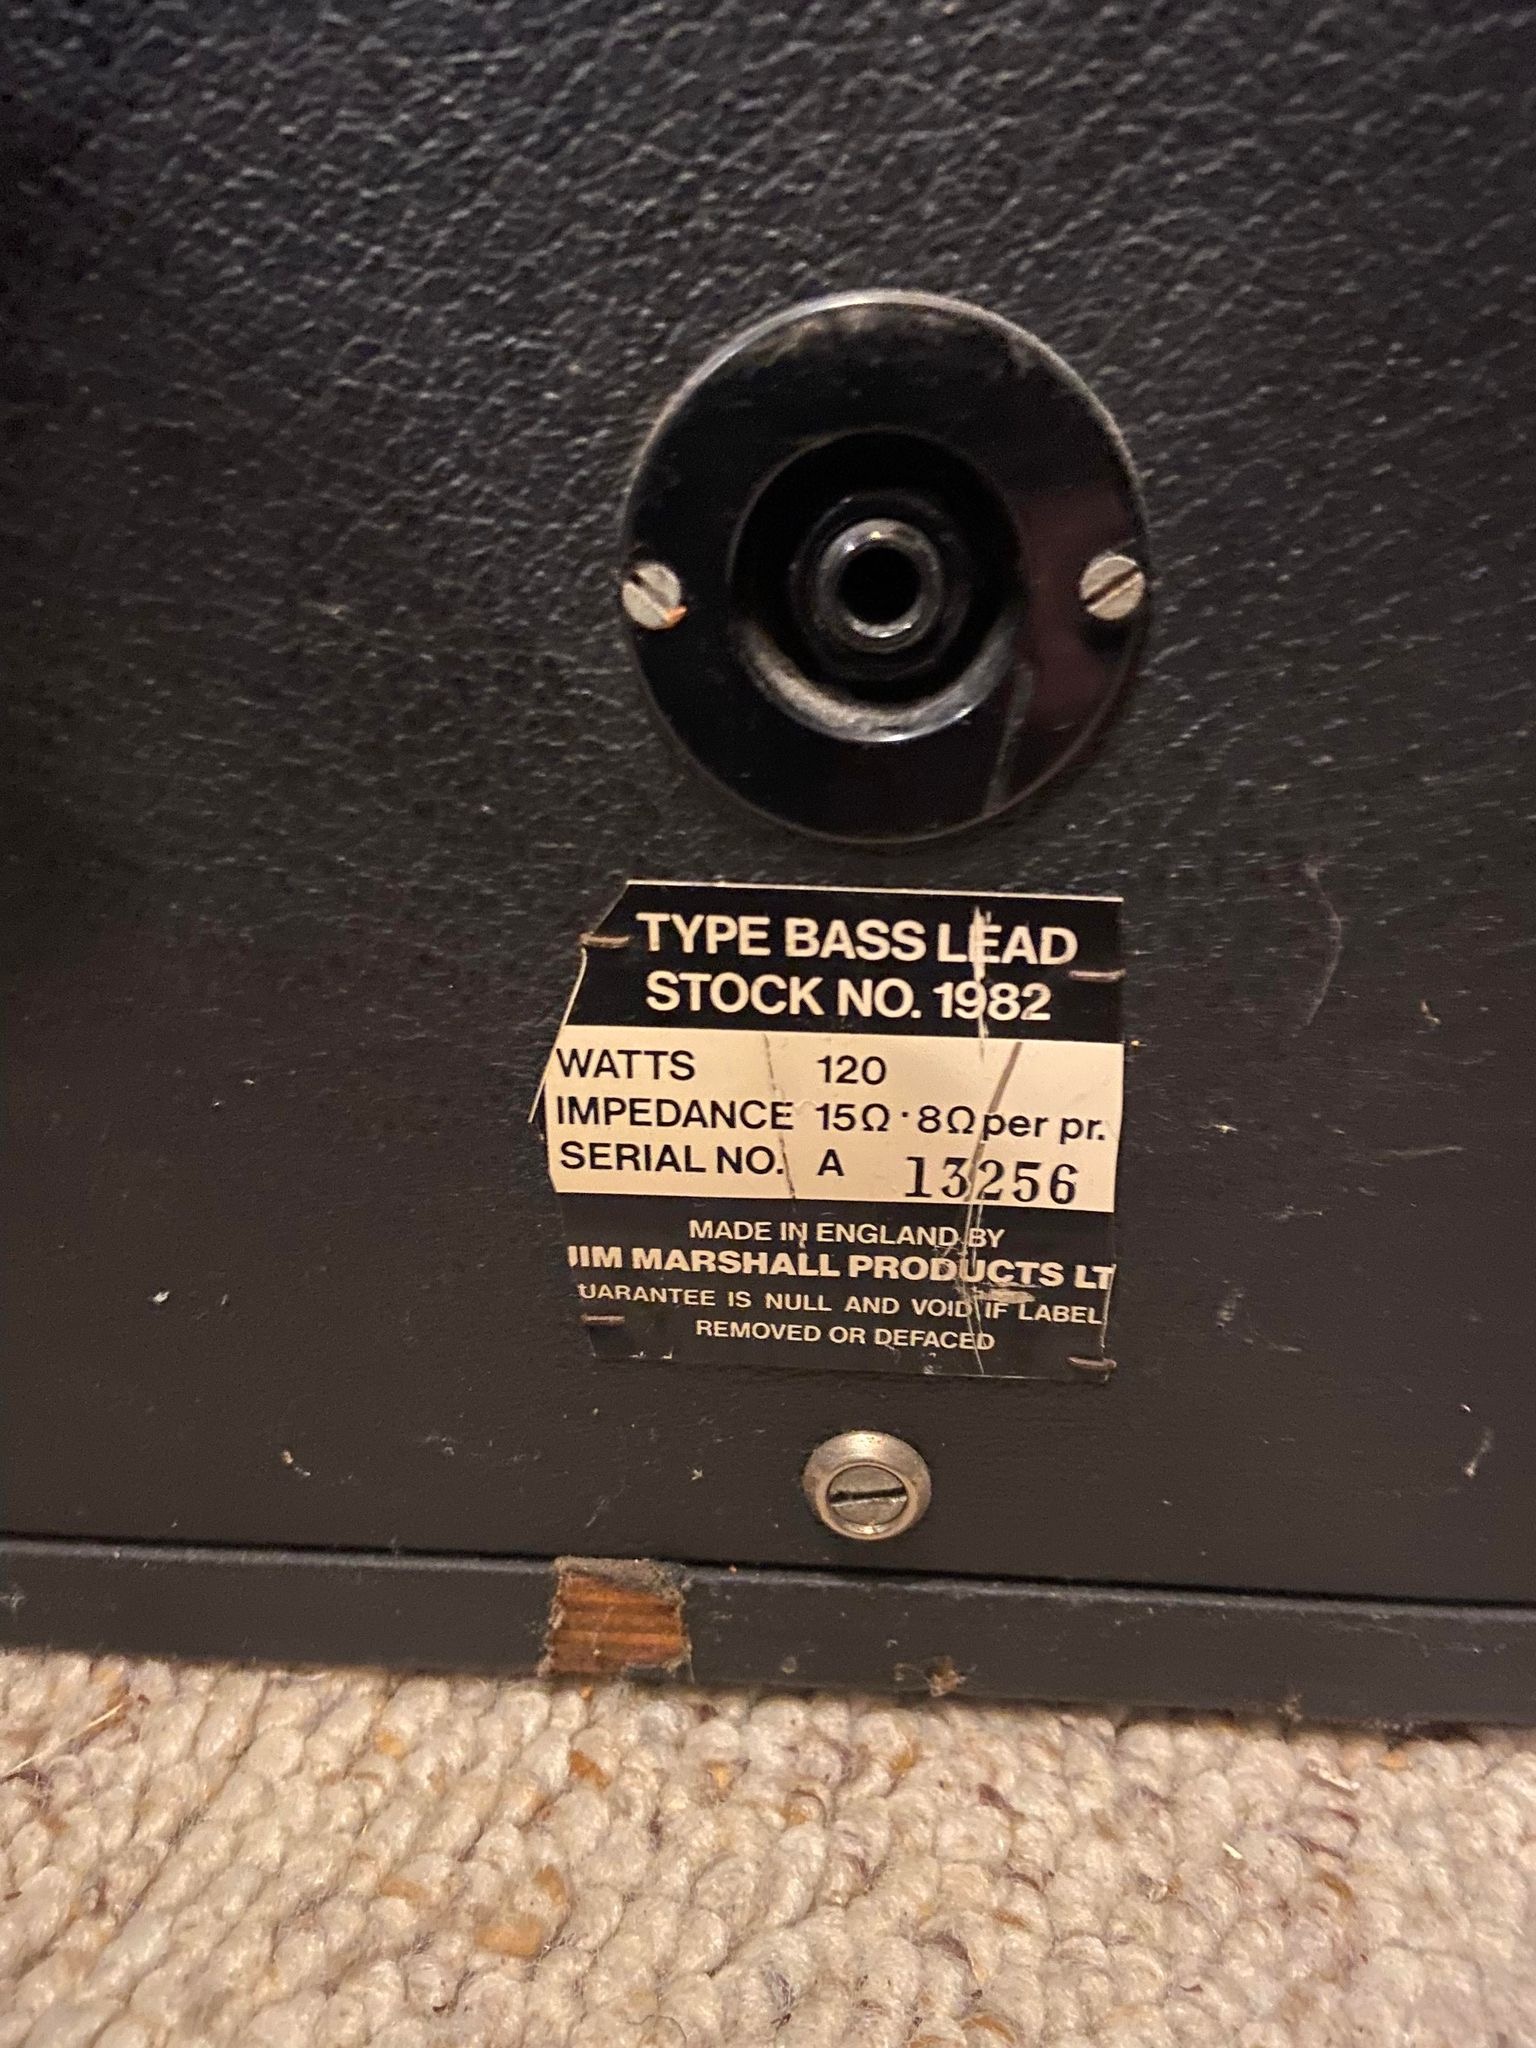 TYPE BASS LEAD
STOCK NO. 1982
WATTS 120
IMPEDANCE 15Ω · 8Ω per pr.
SERIAL NO. A 13256
MADE IN ENGLAND BY
JIM MARSHALL PRODUCTS LT
UARANTEE IS NULL AND VOID IF LABEL
REMOVED OR DEFACED